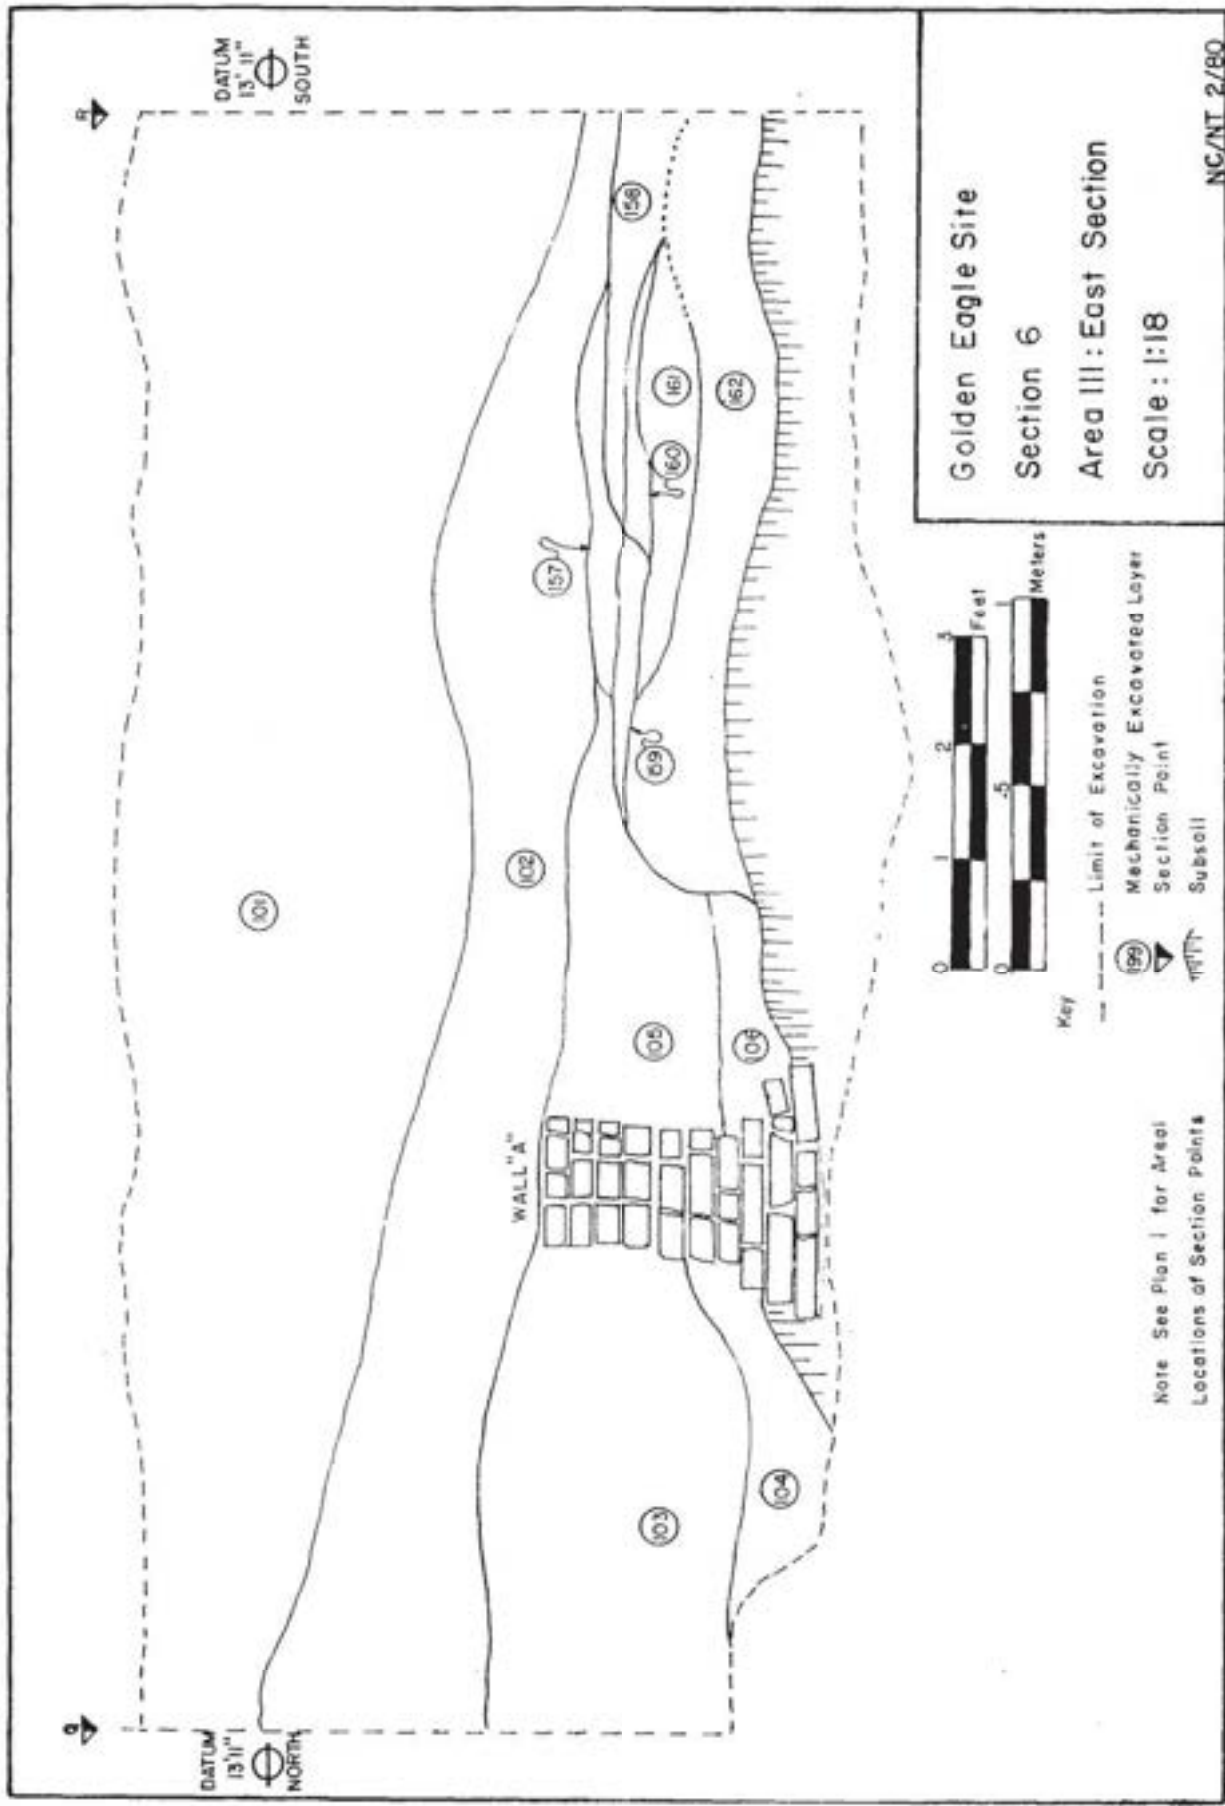 Q
R
DATUM
13' 11"
SOUTH
DATUM
13' 11"
NORTH
101
102
WALL "A"
157
158
103
105
159
160
161
104
106
162
0 1 2 3
Feet
0 .5 1
Meters
Key
Limit of Excavation
199 Mechanically Excavated Layer
Section Point
Subsoil
Note See Plan 1 for Areal
Locations of Section Points
Golden Eagle Site
Section 6
Area III: East Section
Scale: 1:18
NC/NT 2/80